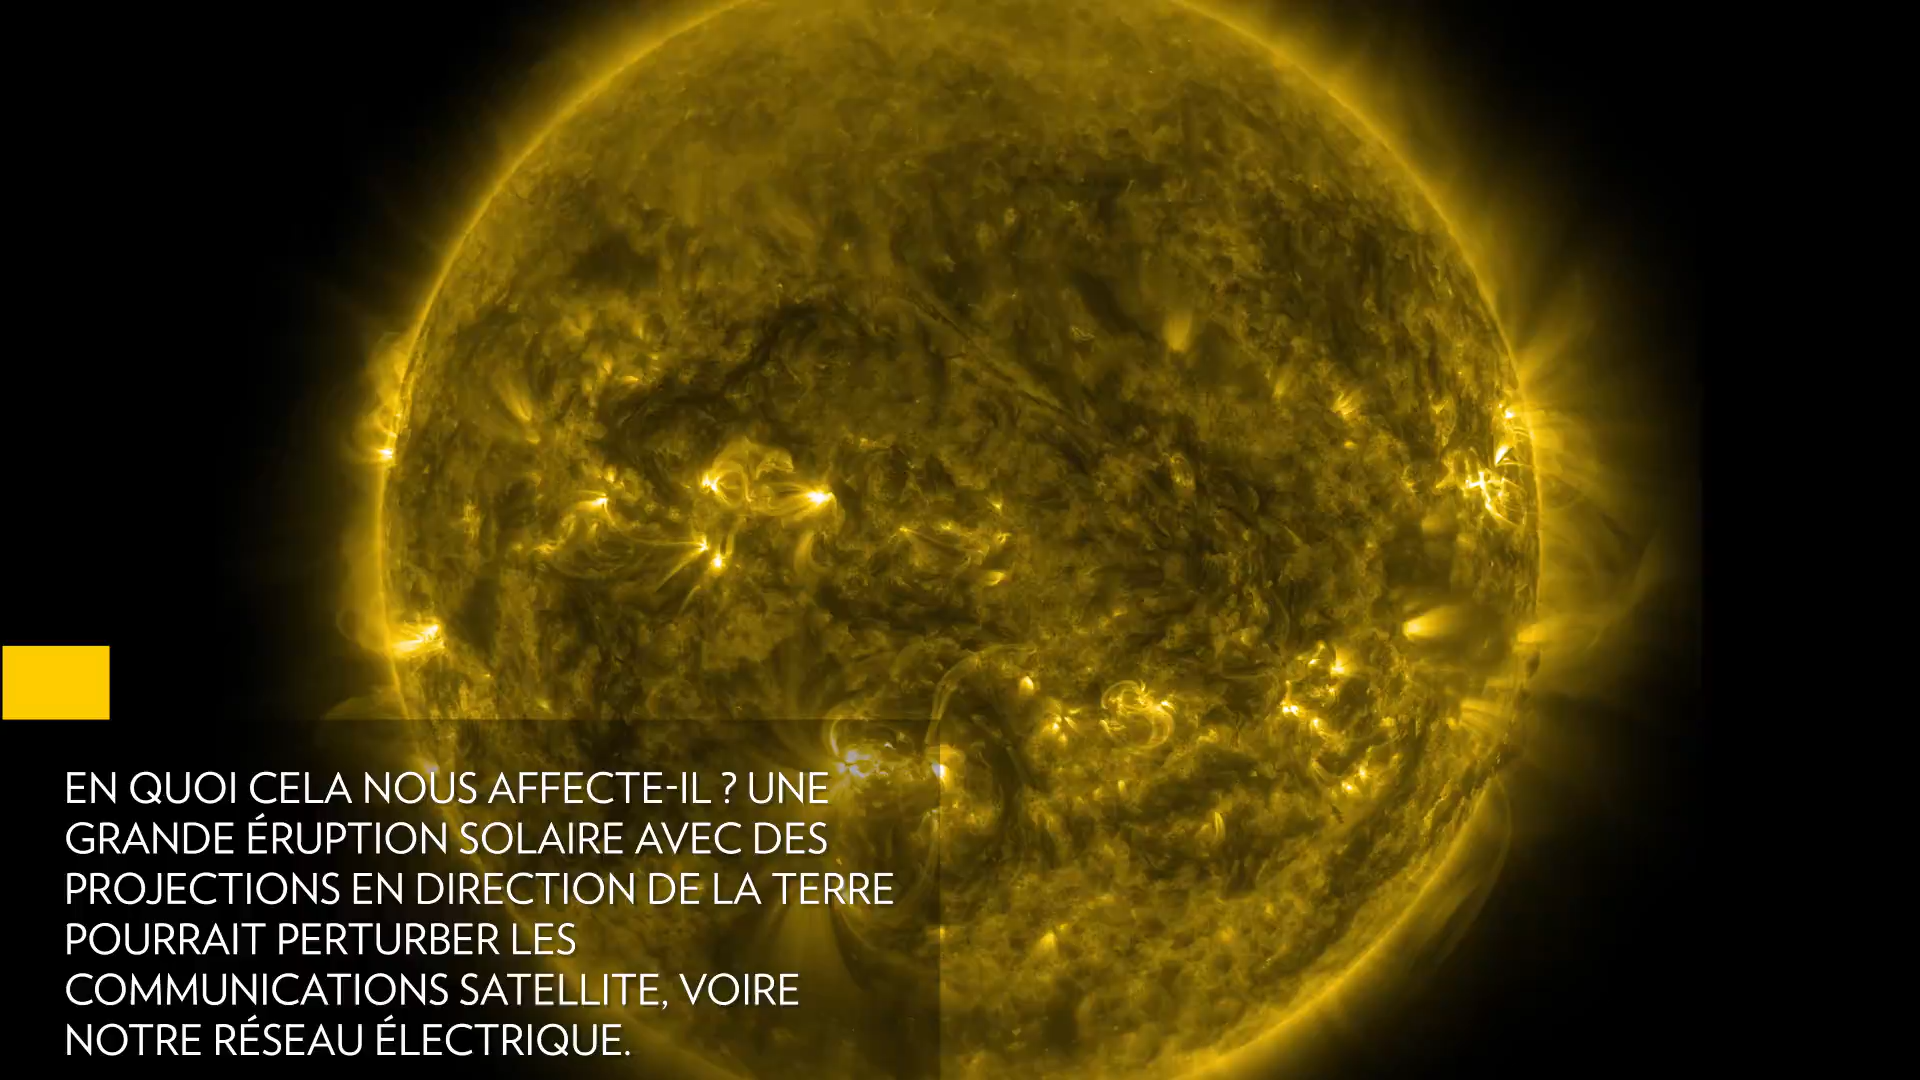 EN QUOI CELA NOUS AFFECTE-IL ? UNE
GRANDE ÉRUPTION SOLAIRE AVEC DES
PROJECTIONS EN DIRECTION DE LA TERRE
POURRAIT PERTURBER LES
COMMUNICATIONS SATELLITE, VOIRE
NOTRE RÉSEAU ÉLECTRIQUE.